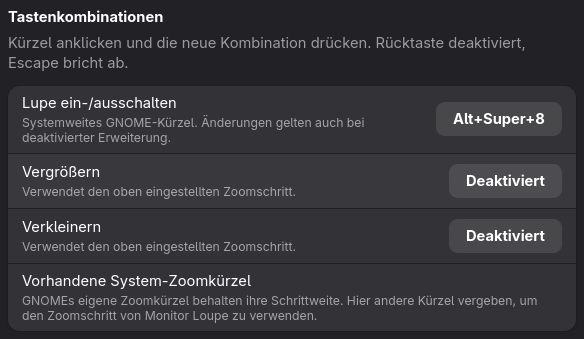 Tastenkombinationen
Kürzel anklicken und die neue Kombination drücken. Rücktaste deaktiviert,
Escape bricht ab.
Lupe ein-/ausschalten
Systemweites GNOME-Kürzel. Änderungen gelten auch bei
deaktivierter Erweiterung.
Alt+Super+8
Vergrößern
Verwendet den oben eingestellten Zoomschritt.
Deaktiviert
Verkleinern
Verwendet den oben eingestellten Zoomschritt.
Deaktiviert
Vorhandene System-Zoomkürzel
GNOMEs eigene Zoomkürzel behalten ihre Schrittweite. Hier andere Kürzel vergeben, um
den Zoomschritt von Monitor Loupe zu verwenden.